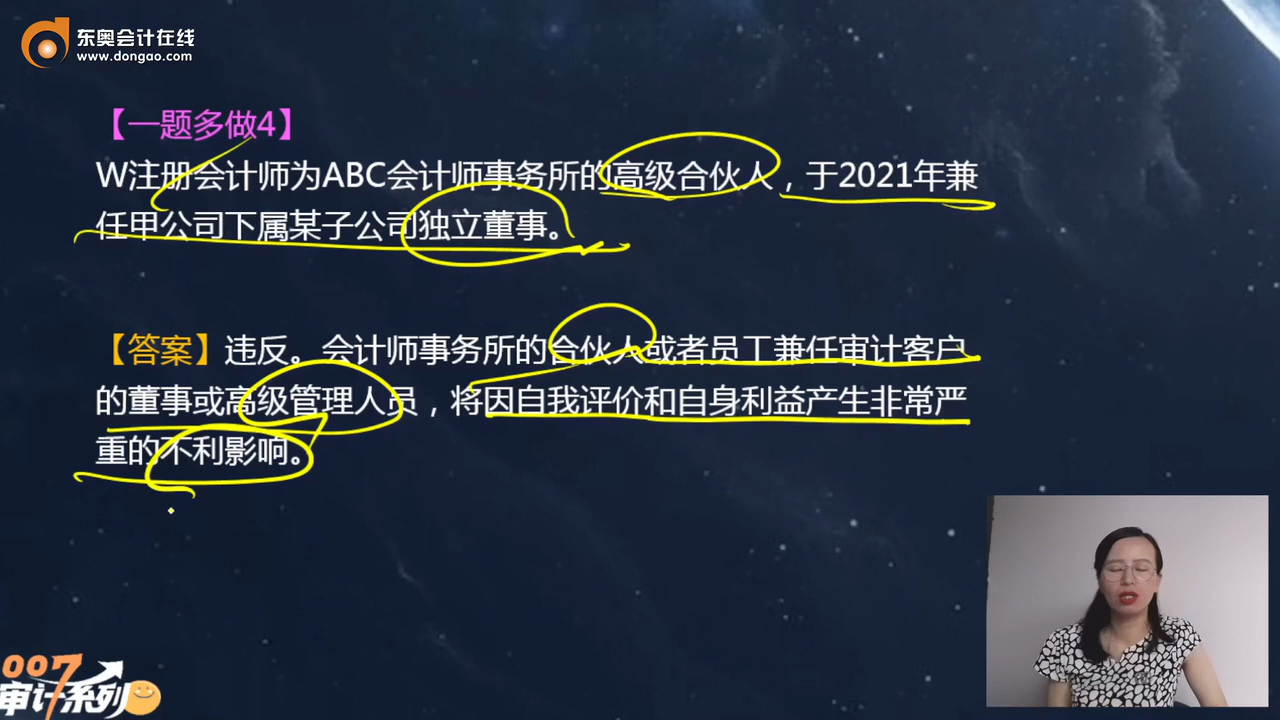 东奥会计在线
www.dongao.com
【一题多做4】
W注册会计师为ABC会计师事务所的高级合伙人，于2021年兼
任甲公司下属某子公司独立董事。
【答案】违反。会计师事务所的合伙人或者员工兼任审计客户
的董事或高级管理人员，将因自我评价和自身利益产生非常严
重的不利影响。
007
审计系列